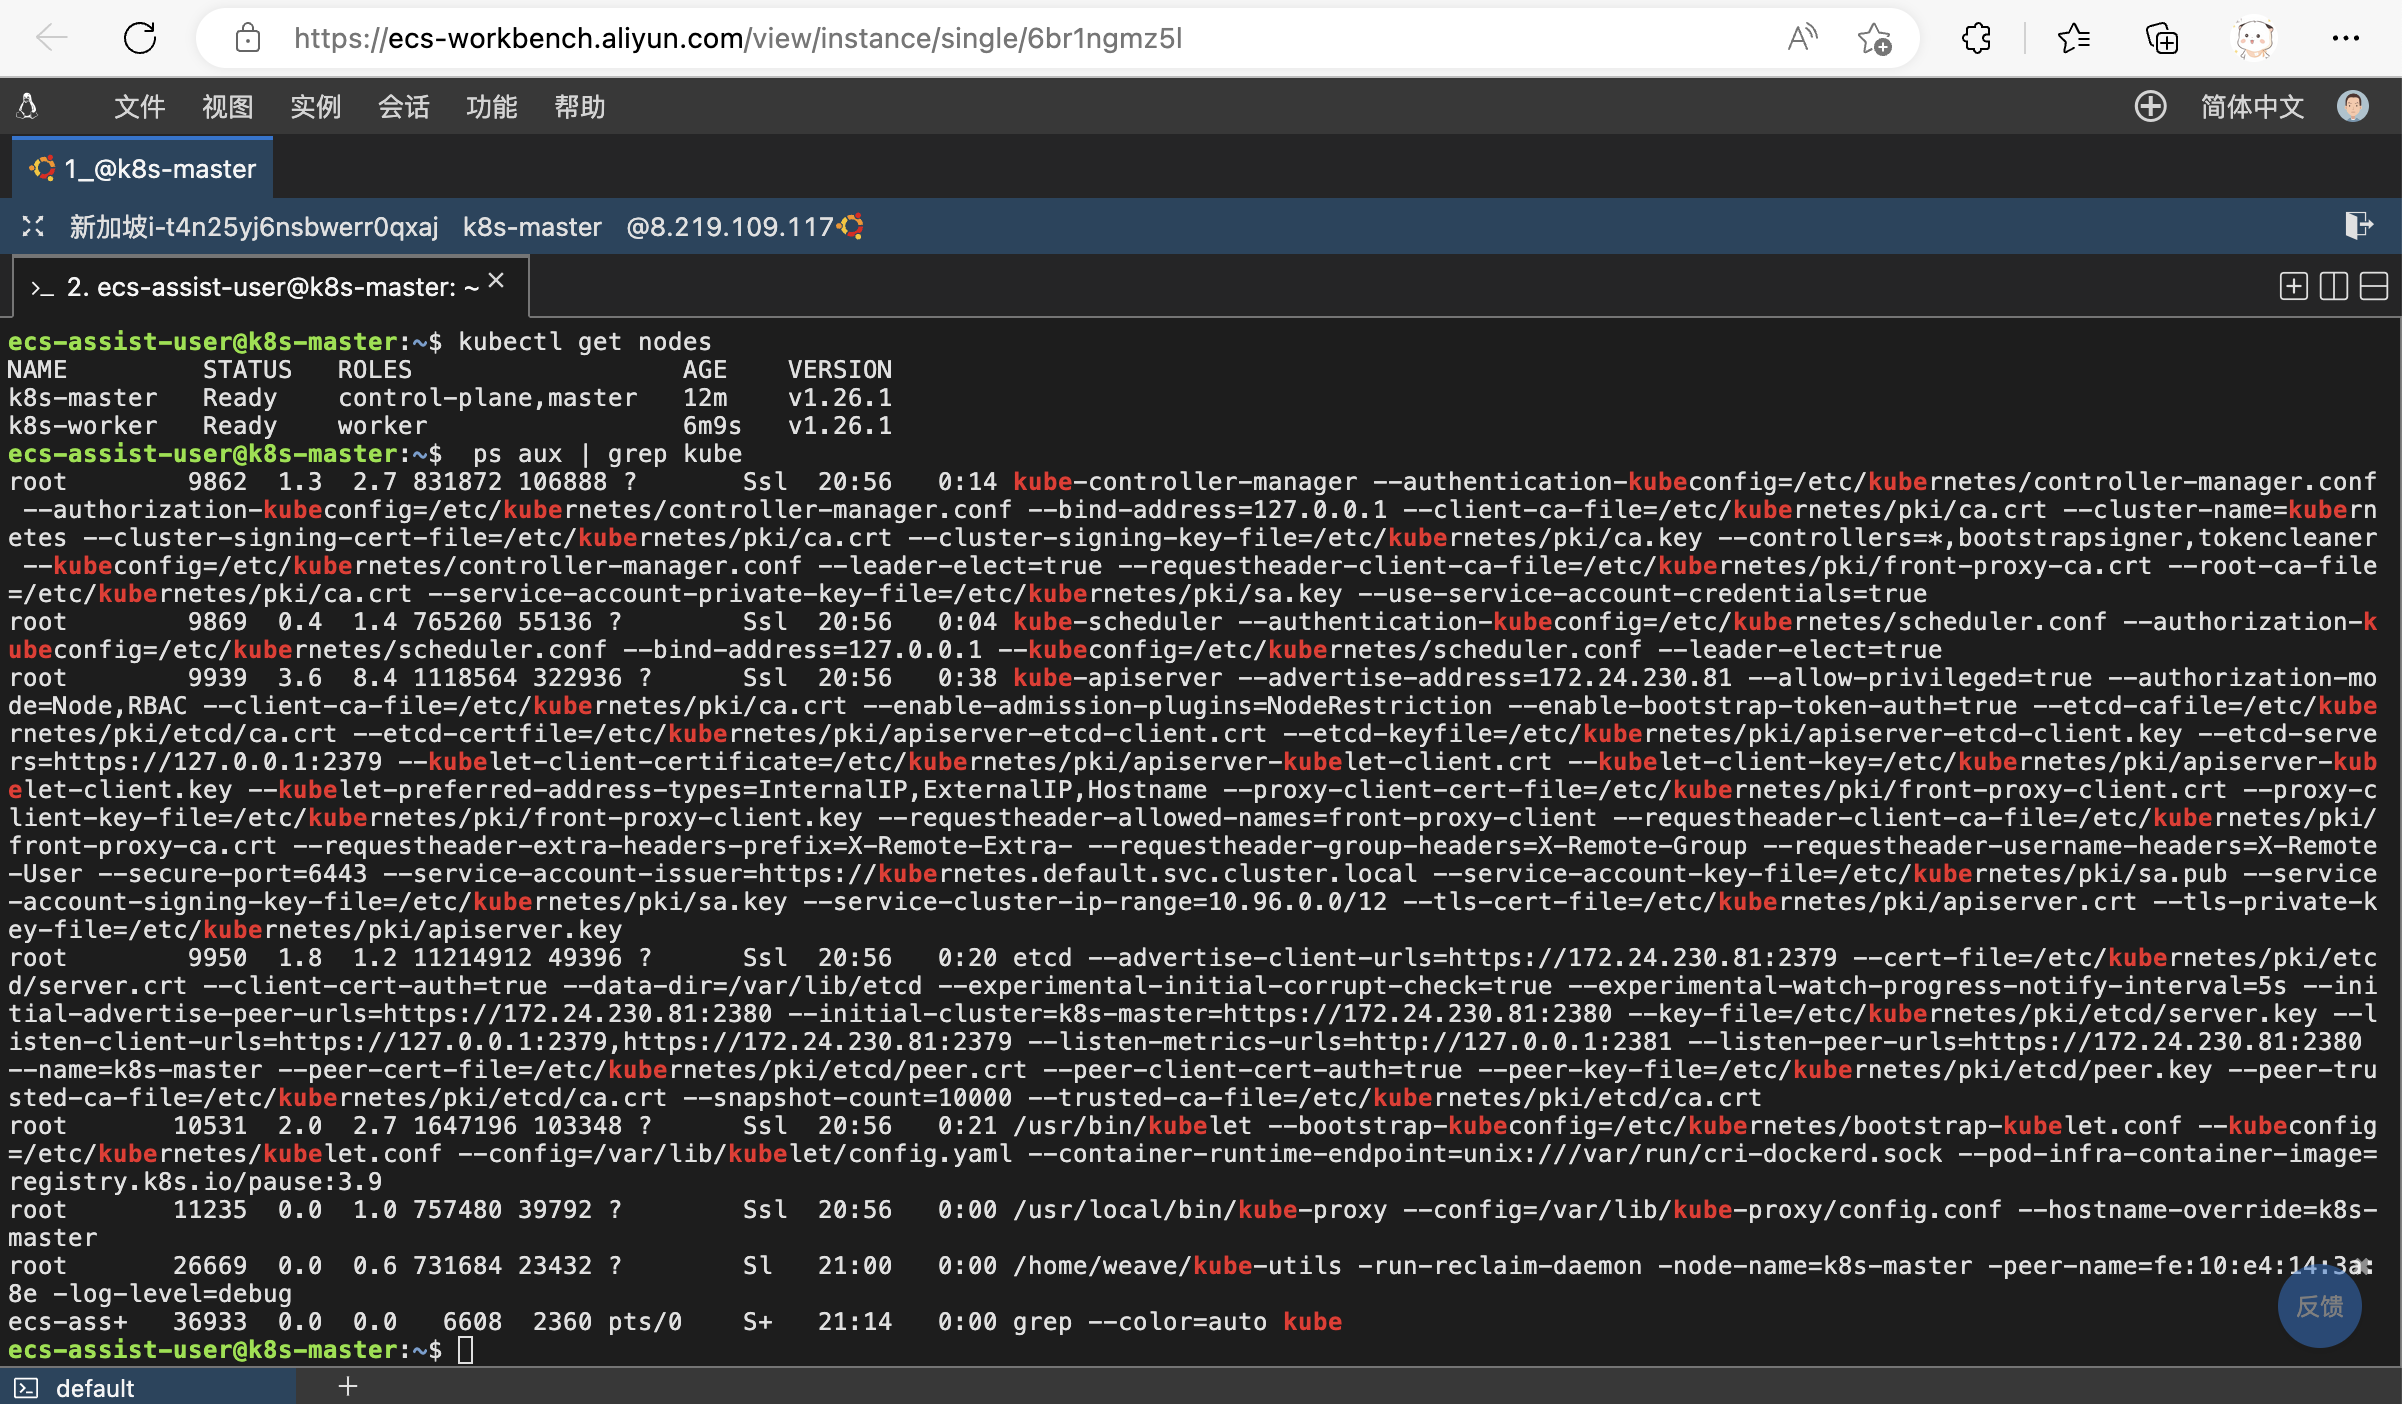 https://ecs-workbench.aliyun.com/view/instance/single/6br1ngmz5l
文件 视图 实例 会话 功能 帮助 简体中文
1_@k8s-master
新加坡i-t4n25yj6nsbwerr0qxaj k8s-master @8.219.109.117
2. ecs-assist-user@k8s-master: ~ ×
ecs-assist-user@k8s-master:~$ kubectl get nodes
NAME         STATUS   ROLES                  AGE    VERSION
k8s-master   Ready    control-plane,master   12m    v1.26.1
k8s-worker   Ready    worker                 6m9s   v1.26.1
ecs-assist-user@k8s-master:~$  ps aux | grep kube
root        9862  1.3  2.7 831872 106888 ?       Ssl  20:56   0:14 kube-controller-manager --authentication-kubeconfig=/etc/kubernetes/controller-manager.conf
 --authorization-kubeconfig=/etc/kubernetes/controller-manager.conf --bind-address=127.0.0.1 --client-ca-file=/etc/kubernetes/pki/ca.crt --cluster-name=kubern
etes --cluster-signing-cert-file=/etc/kubernetes/pki/ca.crt --cluster-signing-key-file=/etc/kubernetes/pki/ca.key --controllers=*,bootstrapsigner,tokencleaner
 --kubeconfig=/etc/kubernetes/controller-manager.conf --leader-elect=true --requestheader-client-ca-file=/etc/kubernetes/pki/front-proxy-ca.crt --root-ca-file
=/etc/kubernetes/pki/ca.crt --service-account-private-key-file=/etc/kubernetes/pki/sa.key --use-service-account-credentials=true
root        9869  0.4  1.4 765260 55136 ?        Ssl  20:56   0:04 kube-scheduler --authentication-kubeconfig=/etc/kubernetes/scheduler.conf --authorization-k
ubeconfig=/etc/kubernetes/scheduler.conf --bind-address=127.0.0.1 --kubeconfig=/etc/kubernetes/scheduler.conf --leader-elect=true
root        9939  3.6  8.4 1118564 322936 ?      Ssl  20:56   0:38 kube-apiserver --advertise-address=172.24.230.81 --allow-privileged=true --authorization-mo
de=Node,RBAC --client-ca-file=/etc/kubernetes/pki/ca.crt --enable-admission-plugins=NodeRestriction --enable-bootstrap-token-auth=true --etcd-cafile=/etc/kube
rnetes/pki/etcd/ca.crt --etcd-certfile=/etc/kubernetes/pki/apiserver-etcd-client.crt --etcd-keyfile=/etc/kubernetes/pki/apiserver-etcd-client.key --etcd-serve
rs=https://127.0.0.1:2379 --kubelet-client-certificate=/etc/kubernetes/pki/apiserver-kubelet-client.crt --kubelet-client-key=/etc/kubernetes/pki/apiserver-kub
elet-client.key --kubelet-preferred-address-types=InternalIP,ExternalIP,Hostname --proxy-client-cert-file=/etc/kubernetes/pki/front-proxy-client.crt --proxy-c
lient-key-file=/etc/kubernetes/pki/front-proxy-client.key --requestheader-allowed-names=front-proxy-client --requestheader-client-ca-file=/etc/kubernetes/pki/
front-proxy-ca.crt --requestheader-extra-headers-prefix=X-Remote-Extra- --requestheader-group-headers=X-Remote-Group --requestheader-username-headers=X-Remote
-User --secure-port=6443 --service-account-issuer=https://kubernetes.default.svc.cluster.local --service-account-key-file=/etc/kubernetes/pki/sa.pub --service
-account-signing-key-file=/etc/kubernetes/pki/sa.key --service-cluster-ip-range=10.96.0.0/12 --tls-cert-file=/etc/kubernetes/pki/apiserver.crt --tls-private-k
ey-file=/etc/kubernetes/pki/apiserver.key
root        9950  1.8  1.2 11214912 49396 ?      Ssl  20:56   0:20 etcd --advertise-client-urls=https://172.24.230.81:2379 --cert-file=/etc/kubernetes/pki/etc
d/server.crt --client-cert-auth=true --data-dir=/var/lib/etcd --experimental-initial-corrupt-check=true --experimental-watch-progress-notify-interval=5s --ini
tial-advertise-peer-urls=https://172.24.230.81:2380 --initial-cluster=k8s-master=https://172.24.230.81:2380 --key-file=/etc/kubernetes/pki/etcd/server.key --l
isten-client-urls=https://127.0.0.1:2379,https://172.24.230.81:2379 --listen-metrics-urls=http://127.0.0.1:2381 --listen-peer-urls=https://172.24.230.81:2380
--name=k8s-master --peer-cert-file=/etc/kubernetes/pki/etcd/peer.crt --peer-client-cert-auth=true --peer-key-file=/etc/kubernetes/pki/etcd/peer.key --peer-tru
sted-ca-file=/etc/kubernetes/pki/etcd/ca.crt --snapshot-count=10000 --trusted-ca-file=/etc/kubernetes/pki/etcd/ca.crt
root       10531  2.0  2.7 1647196 103348 ?      Ssl  20:56   0:21 /usr/bin/kubelet --bootstrap-kubeconfig=/etc/kubernetes/bootstrap-kubelet.conf --kubeconfig
=/etc/kubernetes/kubelet.conf --config=/var/lib/kubelet/config.yaml --container-runtime-endpoint=unix:///var/run/cri-dockerd.sock --pod-infra-container-image=
registry.k8s.io/pause:3.9
root       11235  0.0  1.0 757480 39792 ?        Ssl  20:56   0:00 /usr/local/bin/kube-proxy --config=/var/lib/kube-proxy/config.conf --hostname-override=k8s-
master
root       26669  0.0  0.6 731684 23432 ?        Sl   21:00   0:00 /home/weave/kube-utils -run-reclaim-daemon -node-name=k8s-master -peer-name=fe:10:e4:14:3a:
8e -log-level=debug
反馈
ecs-ass+   36933  0.0  0.0   6608  2360 pts/0    S+   21:14   0:00 grep --color=auto kube
ecs-assist-user@k8s-master:~$
default +